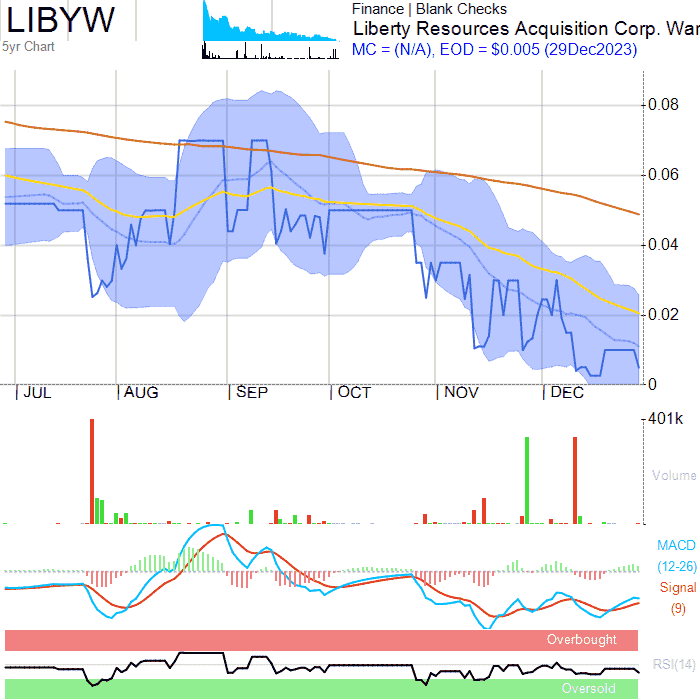 LIBYW
5yr Chart
Finance | Blank Checks
Liberty Resources Acquisition Corp. War
MC = (N/A), EOD = $0.005 (29Dec2023)
0.08
0.06
0.04
0.02
0
JUL AUG SEP OCT NOV DEC
401k
Volume
MACD
(12-26)
Signal
(9)
Overbought
RSI(14)
Oversold